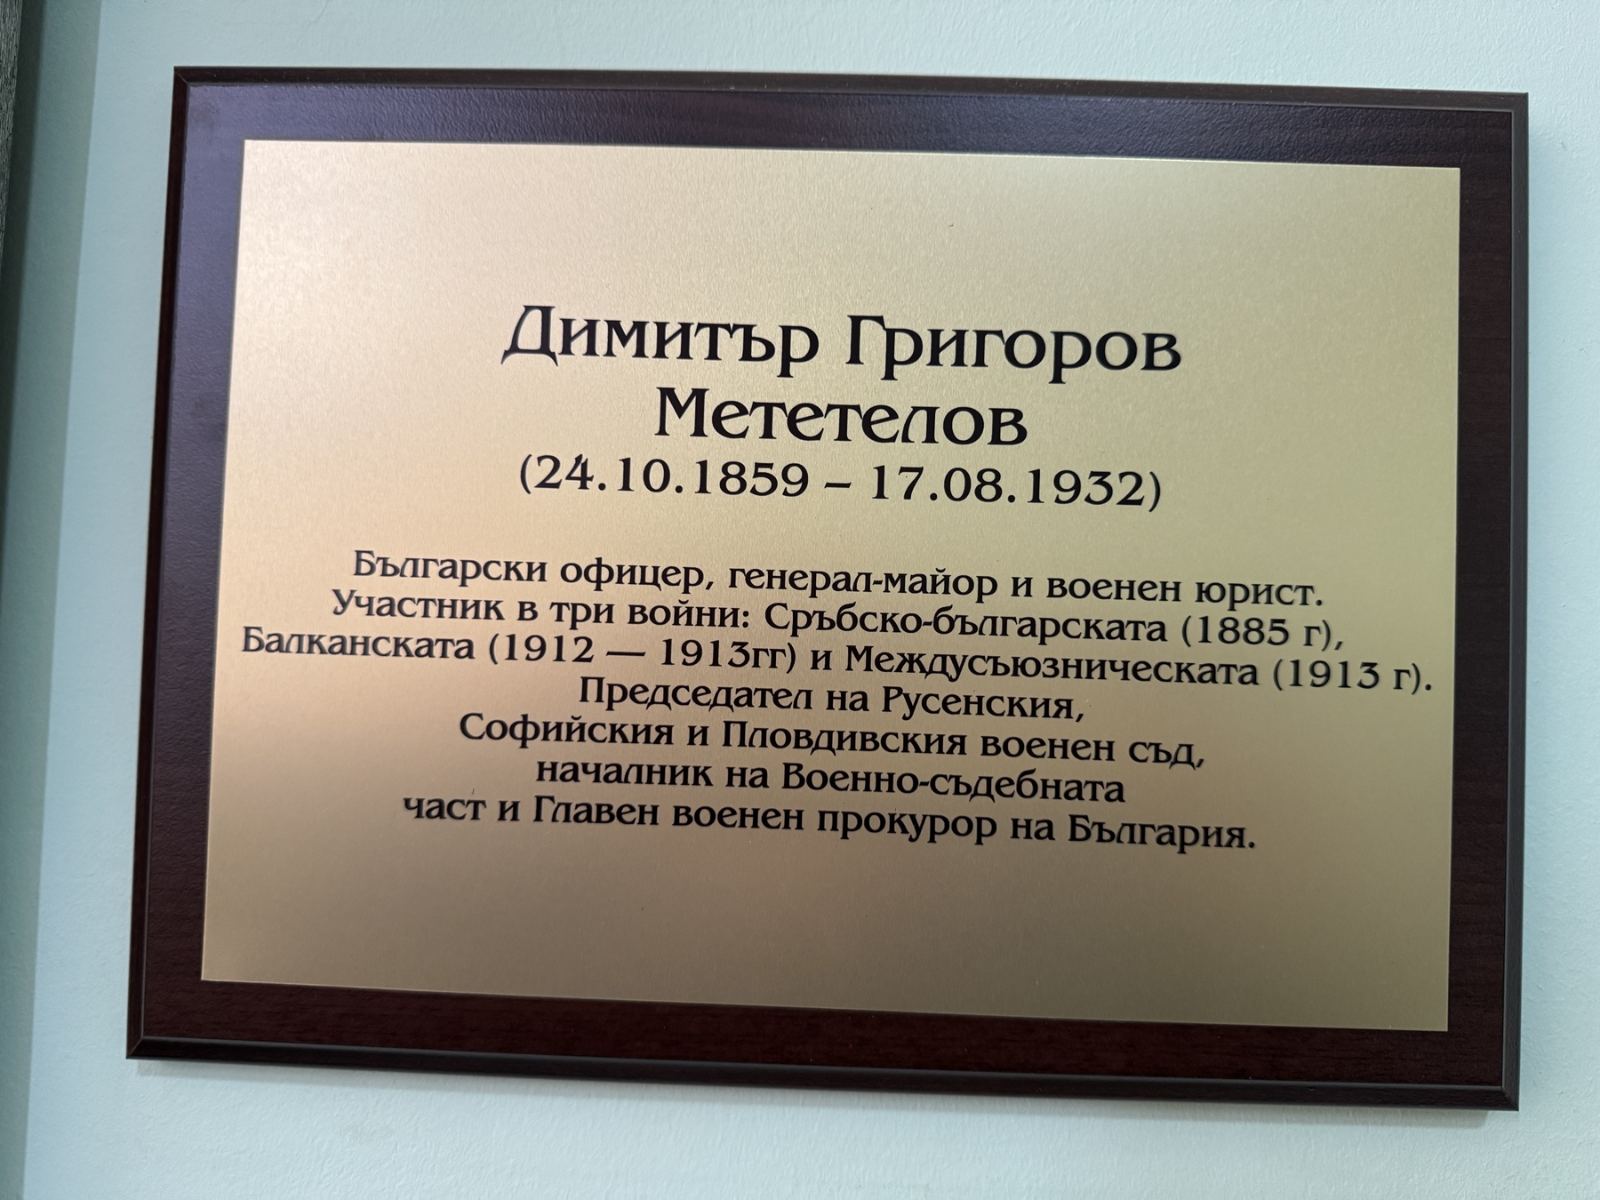 Димитър Григоров
Мететелов
(24.10.1859 – 17.08.1932)
Български офицер, генерал-майор и военен юрист.
Участник в три войни: Сръбско-българската (1885 г),
Балканската (1912 — 1913гг) и Междусъюзническата (1913 г).
Председател на Русенския,
Софийския и Пловдивския военен съд,
началник на Военно-съдебната
част и Главен военен прокурор на България.